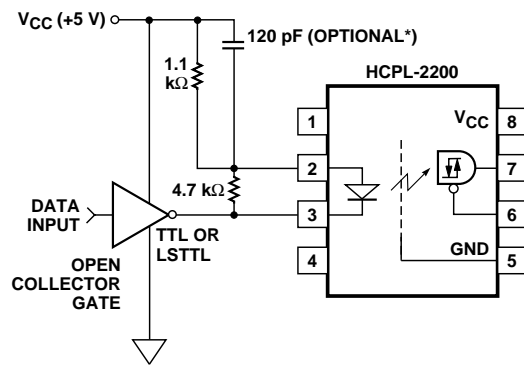 VCC (+5 V)
120 pF (OPTIONAL*)
1.1
kΩ
HCPL-2200
1
VCC
8
2
7
4.7 kΩ
DATA
INPUT
3
6
TTL OR
LSTTL
4
GND
5
OPEN
COLLECTOR
GATE